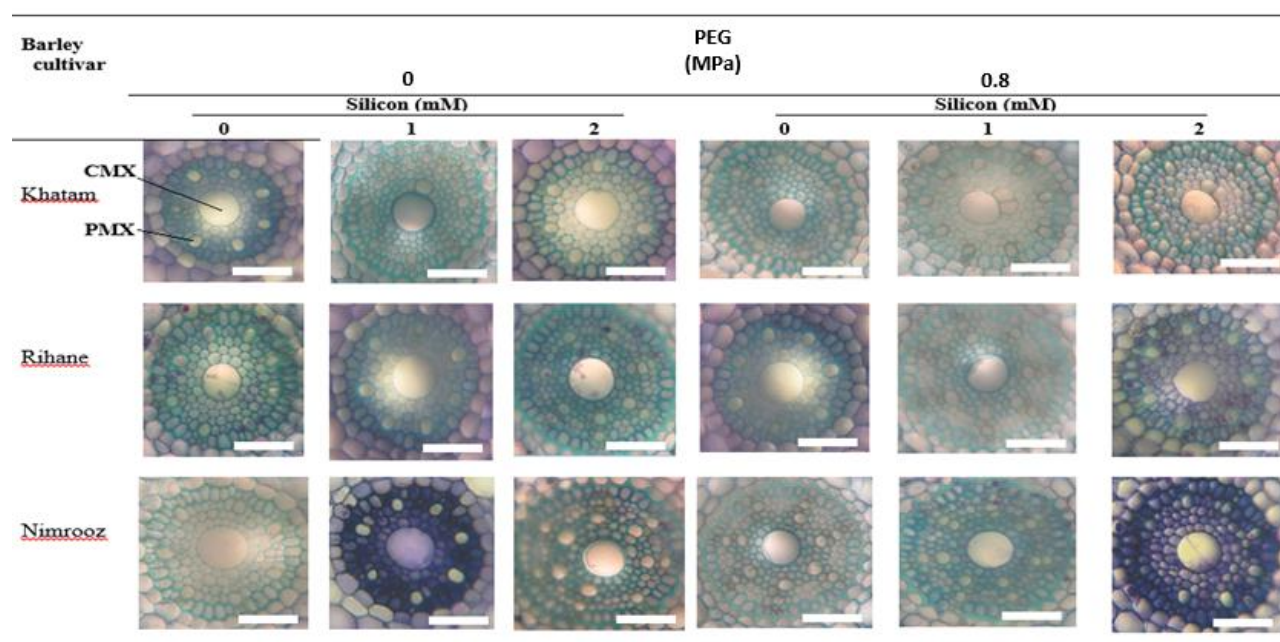 Barley
cultivar
PEG
(MPa)
0
0.8
Silicon (mM)
Silicon (mM)
0
1
2
0
1
2
Khatam
CMX
PMX
Rihane
Nimrooz